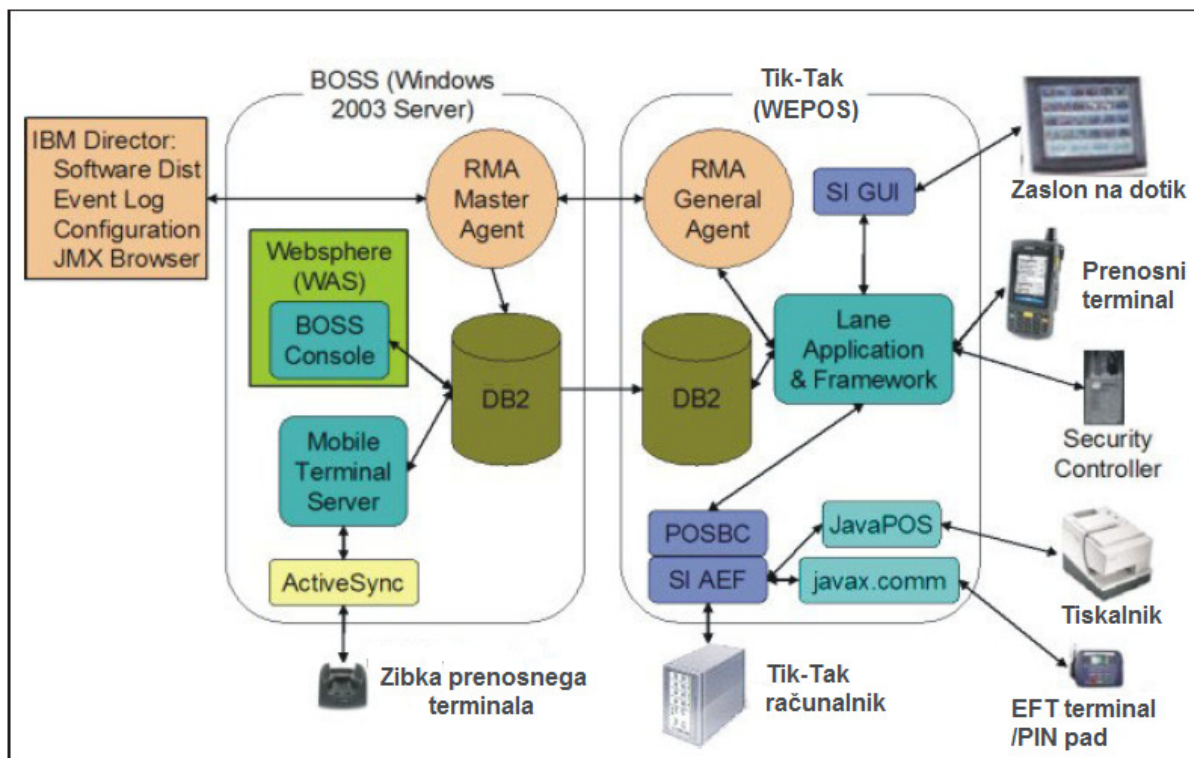 BOSS (Windows
2003 Server)
Tik-Tak
(WEPOS)
IBM Director:
Software Dist
Event Log
Configuration
JMX Browser
RMA
Master
Agent
RMA
General
Agent
SI GUI
Zaslon na dotik
Websphere
(WAS)
BOSS
Console
DB2
DB2
Lane
Application
& Framework
Prenosni
terminal
Security
Controller
Mobile
Terminal
Server
ActiveSync
POSBC
SI AEF
JavaPOS
javax.comm
Tiskalnik
Zibka prenosnega
terminala
Tik-Tak
računalnik
EFT terminal
/PIN pad